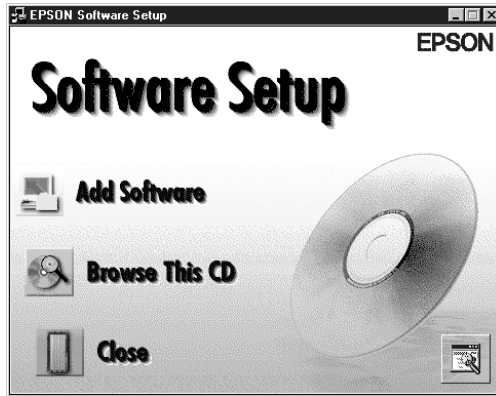 EPSON Software Setup
EPSON
Software Setup
Add Software
Browse This CD
Close